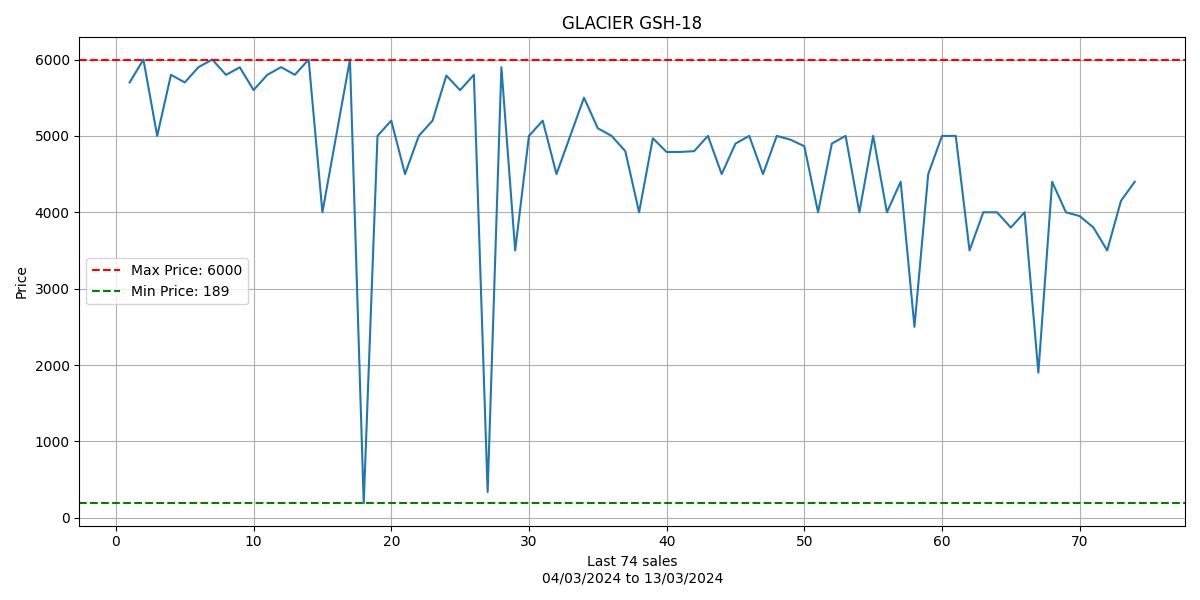 GLACIER GSH-18
Price
6000
5000
4000
3000
2000
1000
0
Max Price: 6000
Min Price: 189
0 10 20 30 40 50 60 70
Last 74 sales
04/03/2024 to 13/03/2024